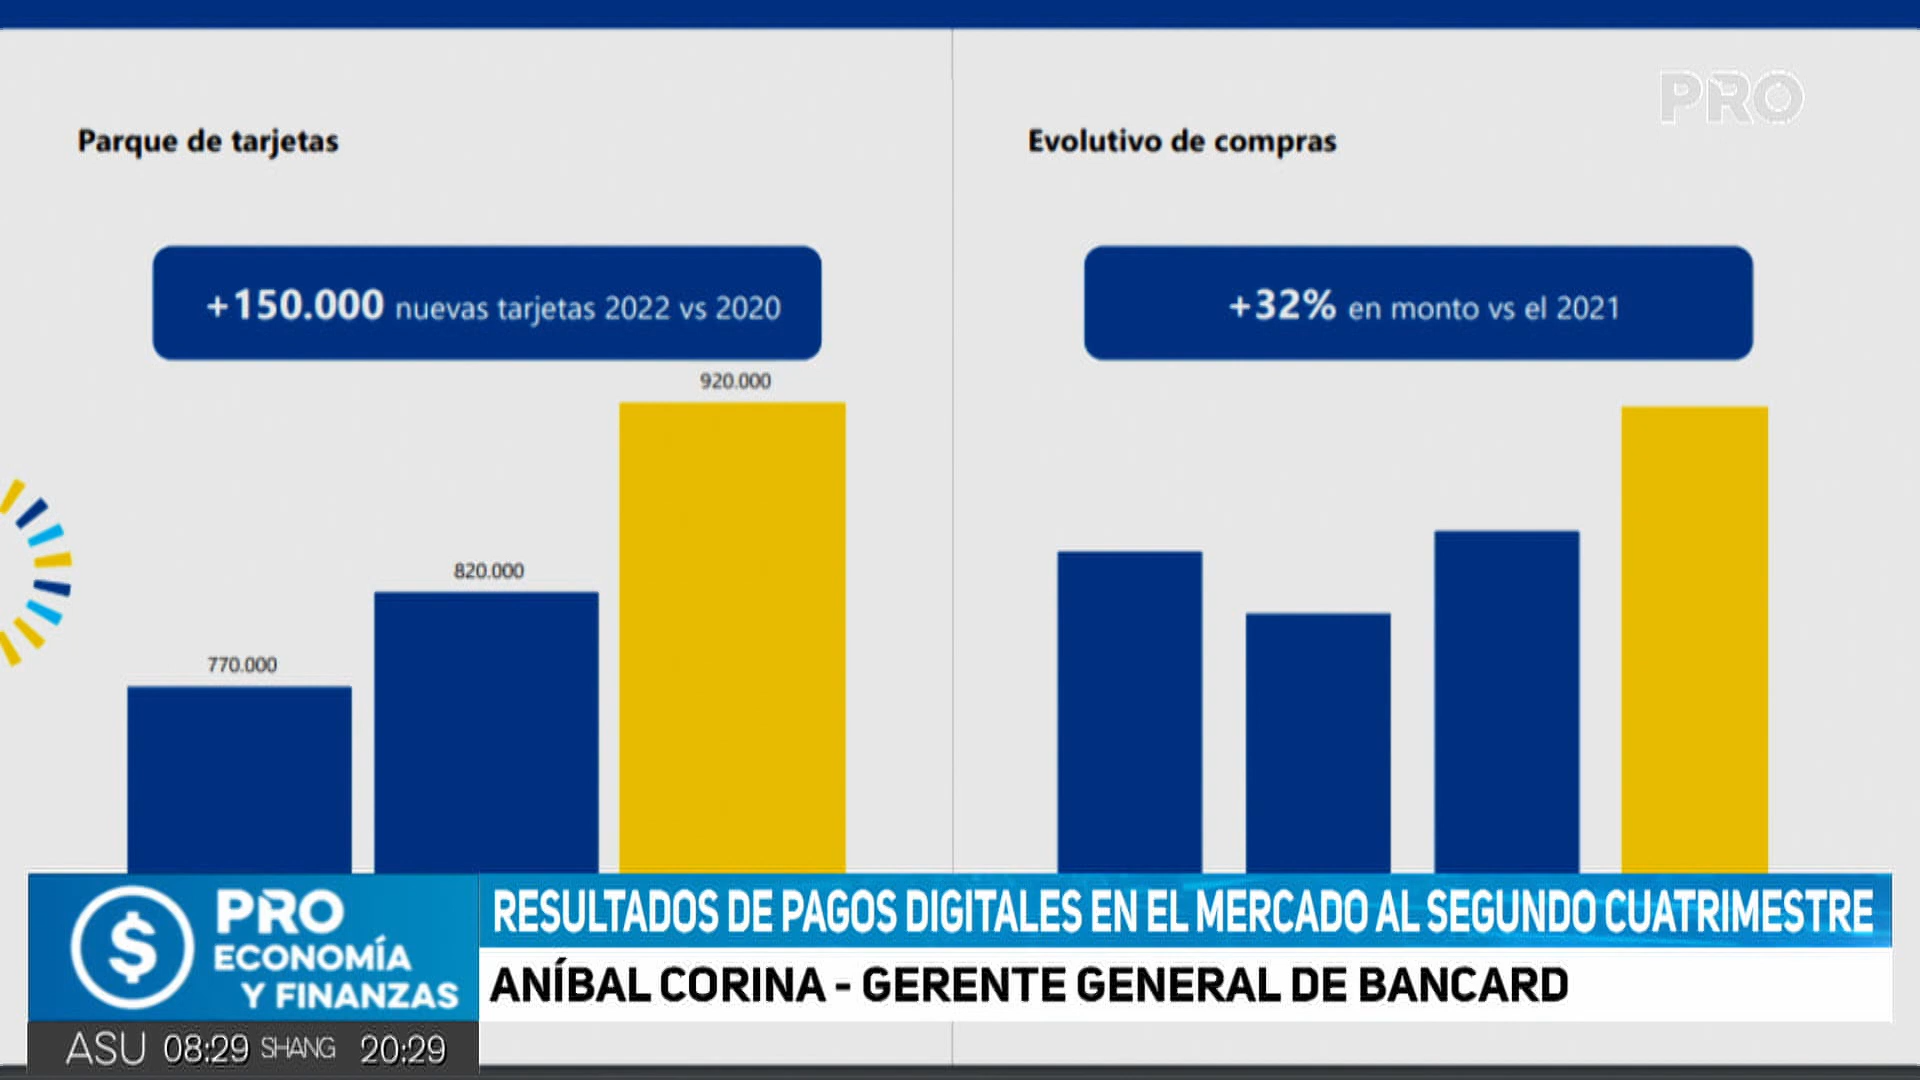 PRO
Parque de tarjetas
+150.000 nuevas tarjetas 2022 vs 2020
770.000
820.000
920.000
Evolutivo de compras
+32% en monto vs el 2021
$ PRO
ECONOMÍA
Y FINANZAS
RESULTADOS DE PAGOS DIGITALES EN EL MERCADO AL SEGUNDO CUATRIMESTRE
ANÍBAL CORINA - GERENTE GENERAL DE BANCARD
ASU 08:29 SHANG 20:29